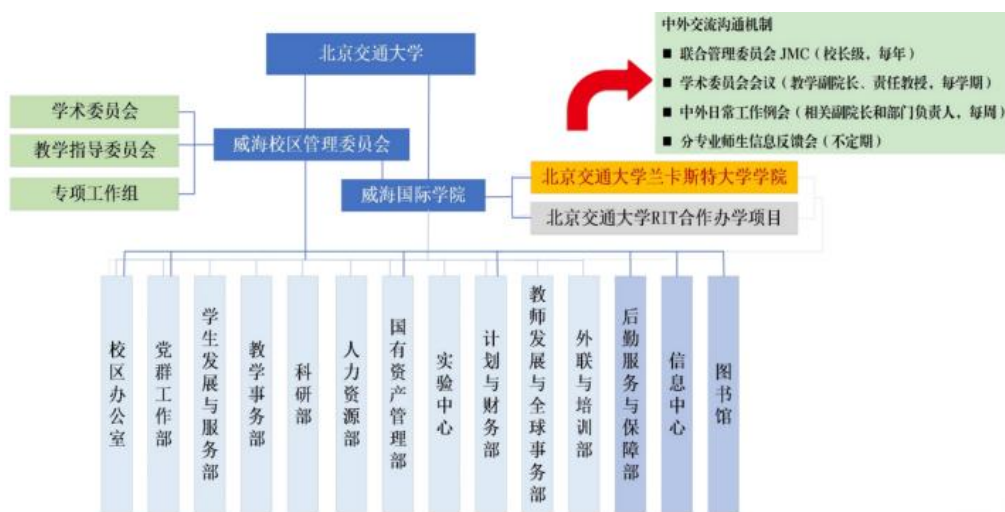 中外交流沟通机制
■ 联合管理委员会 JMC（校长级，每年）
■ 学术委员会会议（教学副院长、责任教授，每学期）
■ 中外日常工作例会（相关副院长和部门负责人，每周）
■ 分专业师生信息反馈会（不定期）
北京交通大学
学术委员会
教学指导委员会
专项工作组
威海校区管理委员会
威海国际学院
北京交通大学兰卡斯特大学学院
北京交通大学RIT合作办学项目
校区办公室
党群工作部
学生发展与服务部
教学事务部
科研部
人力资源部
国有资产管理部
实验中心
计划与财务部
教师发展与全球事务部
外联与培训部
后勤服务与保障部
信息中心
图书馆